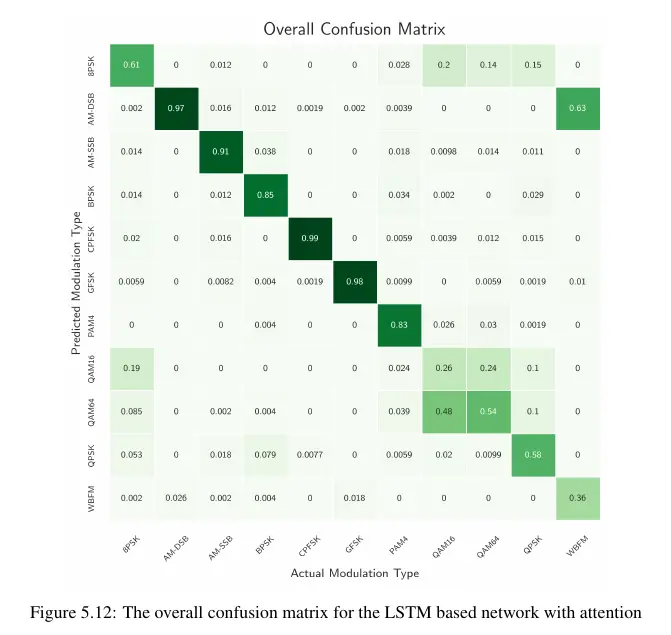 Overall Confusion Matrix
Predicted Modulation Type
8PSK 0.61 0 0.012 0 0 0 0.028 0.2 0.14 0.15 0
AM-DSB 0.002 0.97 0.016 0.012 0.0019 0.002 0.0039 0 0 0 0.63
AM-SSB 0.014 0 0.91 0.038 0 0 0.018 0.0098 0.014 0.011 0
BPSK 0.014 0 0.012 0.85 0 0 0.034 0.002 0 0.029 0
CPFSK 0.02 0 0.016 0 0.99 0 0.0059 0.0039 0.012 0.015 0
GFSK 0.0059 0 0.0082 0.004 0.0019 0.98 0.0099 0 0.0059 0.0019 0.01
PAM4 0 0 0 0.004 0 0 0.83 0.026 0.03 0.0019 0
QAM16 0.19 0 0 0 0 0 0.024 0.26 0.24 0.1 0
QAM64 0.085 0 0.002 0.004 0 0 0.039 0.48 0.54 0.1 0
QPSK 0.053 0 0.018 0.079 0.0077 0 0.0059 0.02 0.0099 0.58 0
WBFM 0.002 0.026 0.002 0.004 0 0.018 0 0 0 0 0.36
8PSK AM-DSB AM-SSB BPSK CPFSK GFSK PAM4 QAM16 QAM64 QPSK WBFM
Actual Modulation Type
Figure 5.12: The overall confusion matrix for the LSTM based network with attention